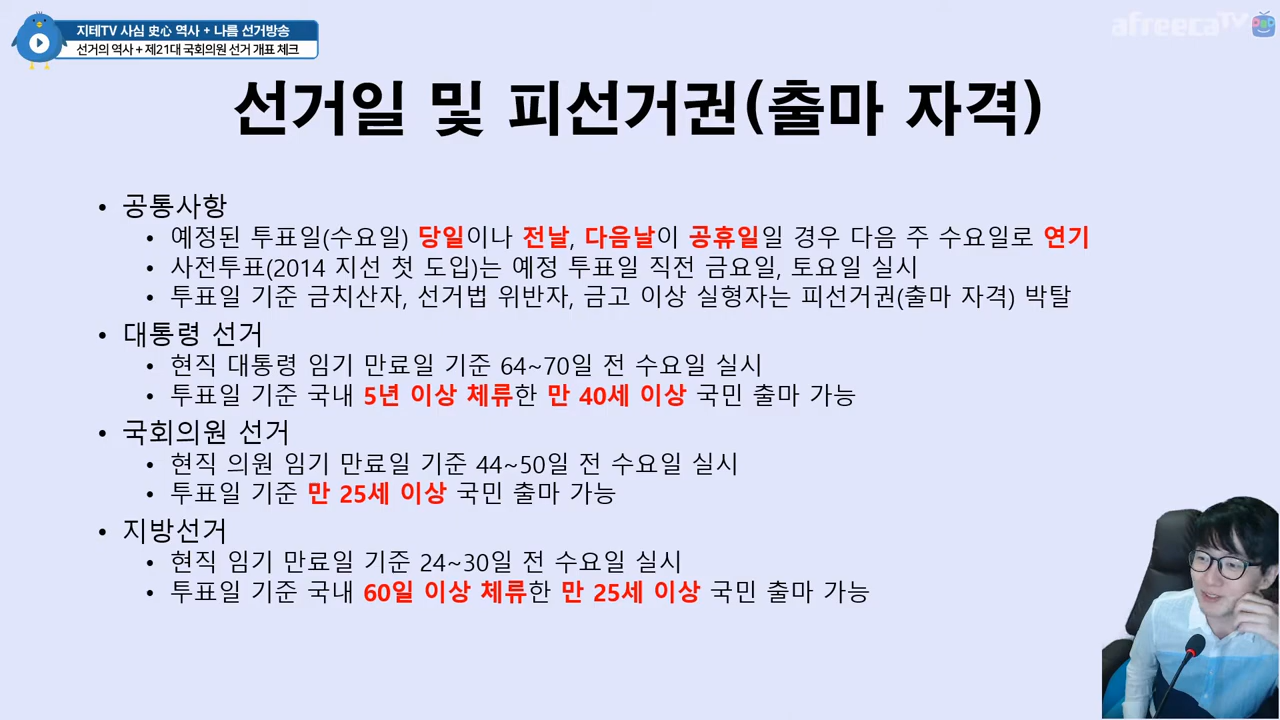 지테TV 사심 史心 역사 + 나름 선거방송
선거의 역사 + 제21대 국회의원 선거 개표 체크
afreecaTV
선거일 및 피선거권(출마 자격)
• 공통사항
• 예정된 투표일(수요일) 당일이나 전날, 다음날이 공휴일일 경우 다음 주 수요일로 연기
• 사전투표(2014 지선 첫 도입)는 예정 투표일 직전 금요일, 토요일 실시
• 투표일 기준 금치산자, 선거법 위반자, 금고 이상 실형자는 피선거권(출마 자격) 박탈
• 대통령 선거
• 현직 대통령 임기 만료일 기준 64~70일 전 수요일 실시
• 투표일 기준 국내 5년 이상 체류한 만 40세 이상 국민 출마 가능
• 국회의원 선거
• 현직 의원 임기 만료일 기준 44~50일 전 수요일 실시
• 투표일 기준 만 25세 이상 국민 출마 가능
• 지방선거
• 현직 임기 만료일 기준 24~30일 전 수요일 실시
• 투표일 기준 국내 60일 이상 체류한 만 25세 이상 국민 출마 가능